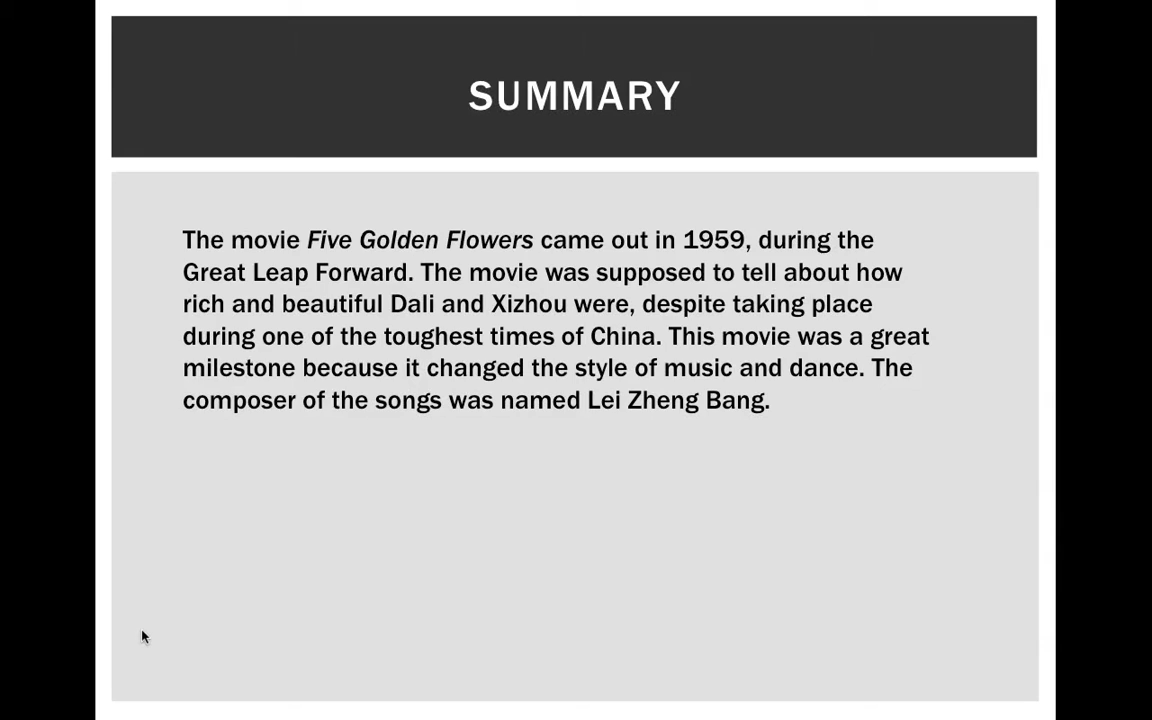 SUMMARY
The movie Five Golden Flowers came out in 1959, during the
Great Leap Forward. The movie was supposed to tell about how
rich and beautiful Dali and Xizhou were, despite taking place
during one of the toughest times of China. This movie was a great
milestone because it changed the style of music and dance. The
composer of the songs was named Lei Zheng Bang.